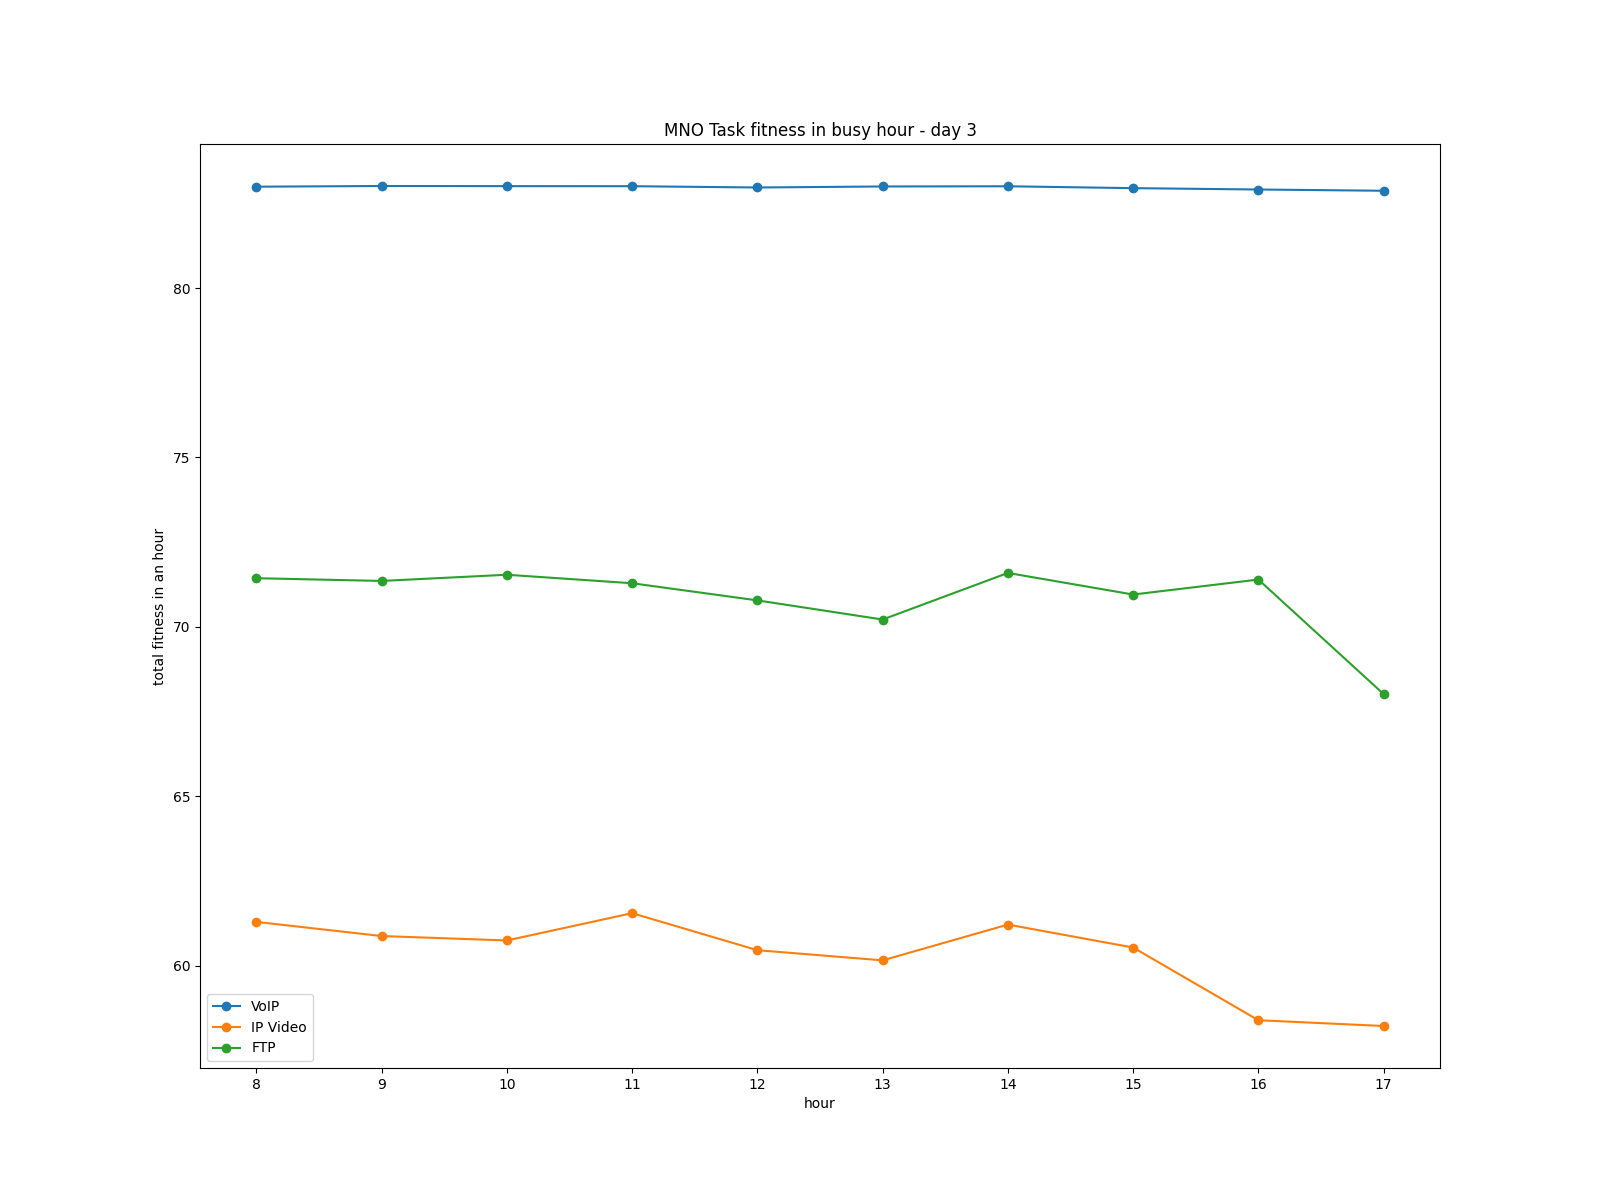 MNO Task fitness in busy hour - day 3
total fitness in an hour
80
75
70
65
60
VoIP
IP Video
FTP
8 9 10 11 12 13 14 15 16 17
hour